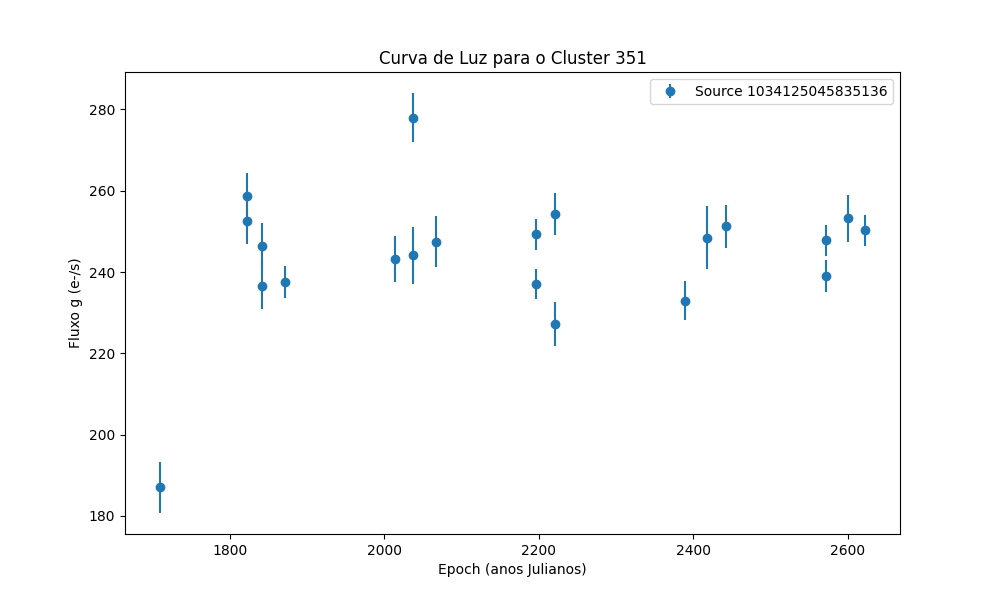 Curva de Luz para o Cluster 351
Source 1034125045835136
Fluxo g (e-/s)
280
260
240
220
200
180
1800
2000
2200
2400
2600
Epoch (anos Julianos)